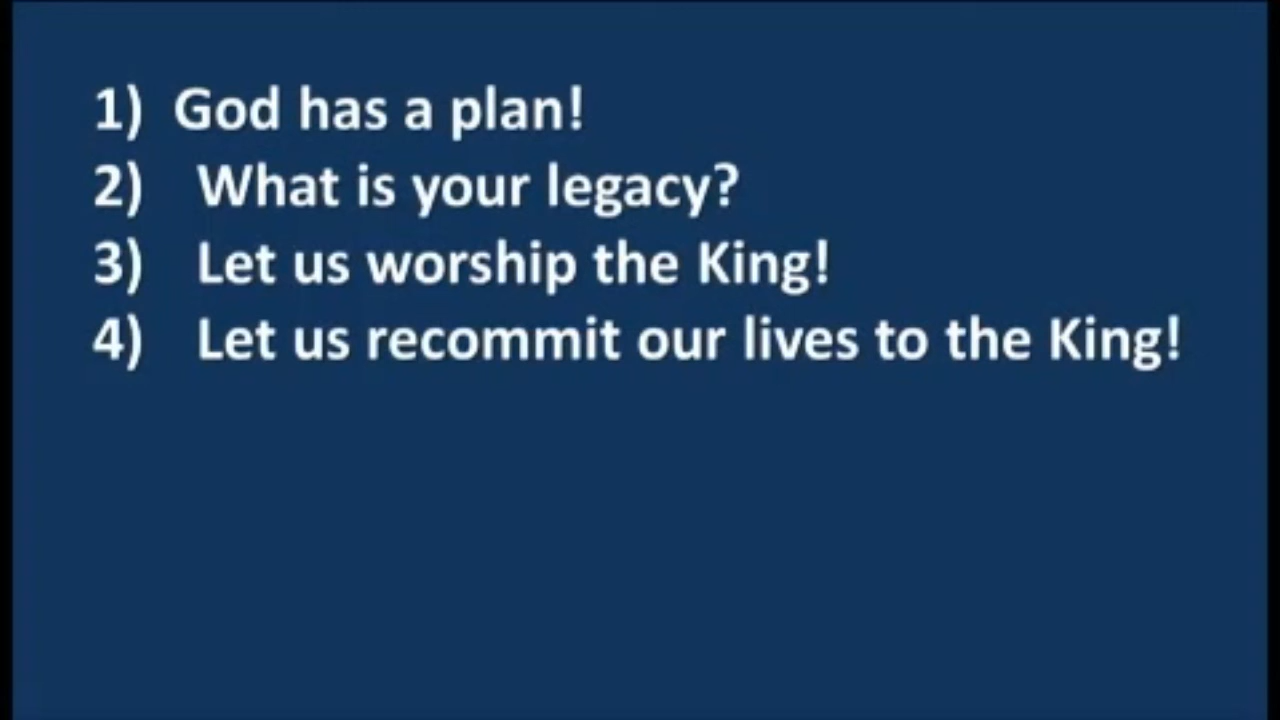 1) God has a plan!
2) What is your legacy?
3) Let us worship the King!
4) Let us recommit our lives to the King!